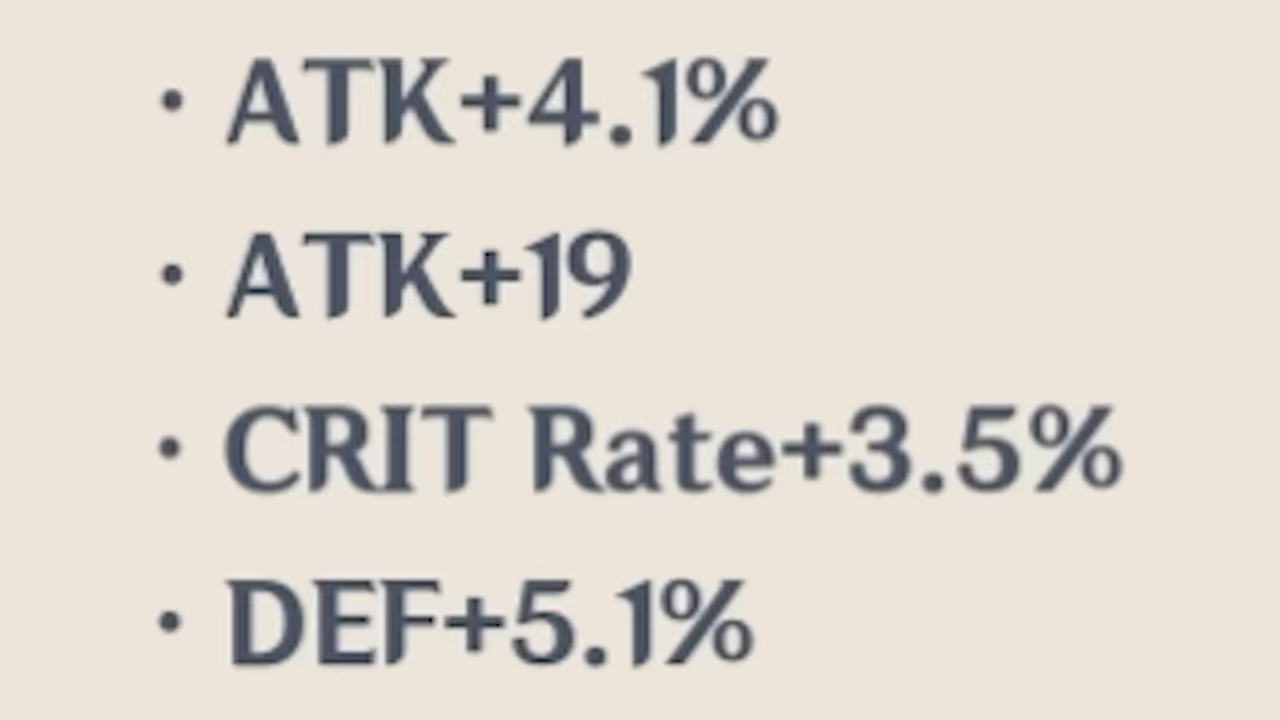 · ATK+4.1%
· ATK+19
· CRIT Rate+3.5%
· DEF+5.1%